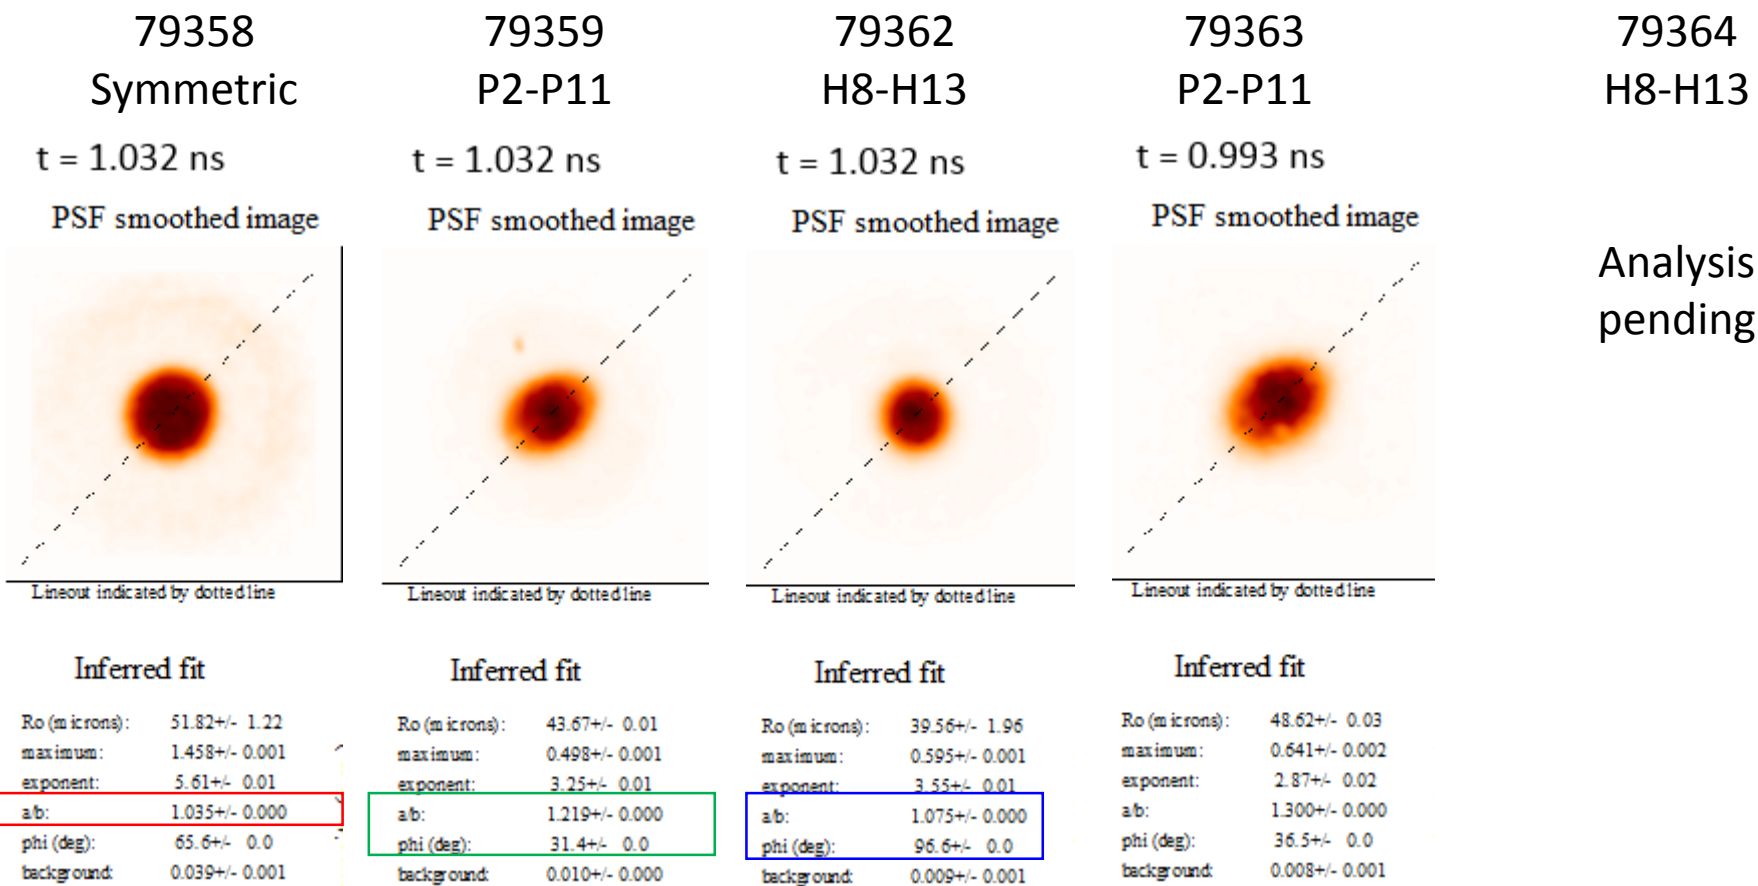 79358
Symmetric
t = 1.032 ns
PSF smoothed image
Lineout indicated by dotted line
Inferred fit
Ro (microns): 51.82+/- 1.22
maximum: 1.458+/- 0.001
exponent: 5.61+/- 0.01
a/b: 1.035+/- 0.000
phi (deg): 65.6+/- 0.0
background: 0.039+/- 0.001
79359
P2-P11
t = 1.032 ns
PSF smoothed image
Lineout indicated by dotted line
Inferred fit
Ro (microns): 43.67+/- 0.01
maximum: 0.498+/- 0.001
exponent: 3.25+/- 0.01
a/b: 1.219+/- 0.000
phi (deg): 31.4+/- 0.0
background: 0.010+/- 0.000
79362
H8-H13
t = 1.032 ns
PSF smoothed image
Lineout indicated by dotted line
Inferred fit
Ro (microns): 39.56+/- 1.96
maximum: 0.595+/- 0.001
exponent: 3.55+/- 0.01
a/b: 1.075+/- 0.000
phi (deg): 96.6+/- 0.0
background: 0.009+/- 0.001
79363
P2-P11
t = 0.993 ns
PSF smoothed image
Lineout indicated by dotted line
Inferred fit
Ro (microns): 48.62+/- 0.03
maximum: 0.641+/- 0.002
exponent: 2.87+/- 0.02
a/b: 1.300+/- 0.000
phi (deg): 36.5+/- 0.0
background: 0.008+/- 0.001
79364
H8-H13
Analysis
pending